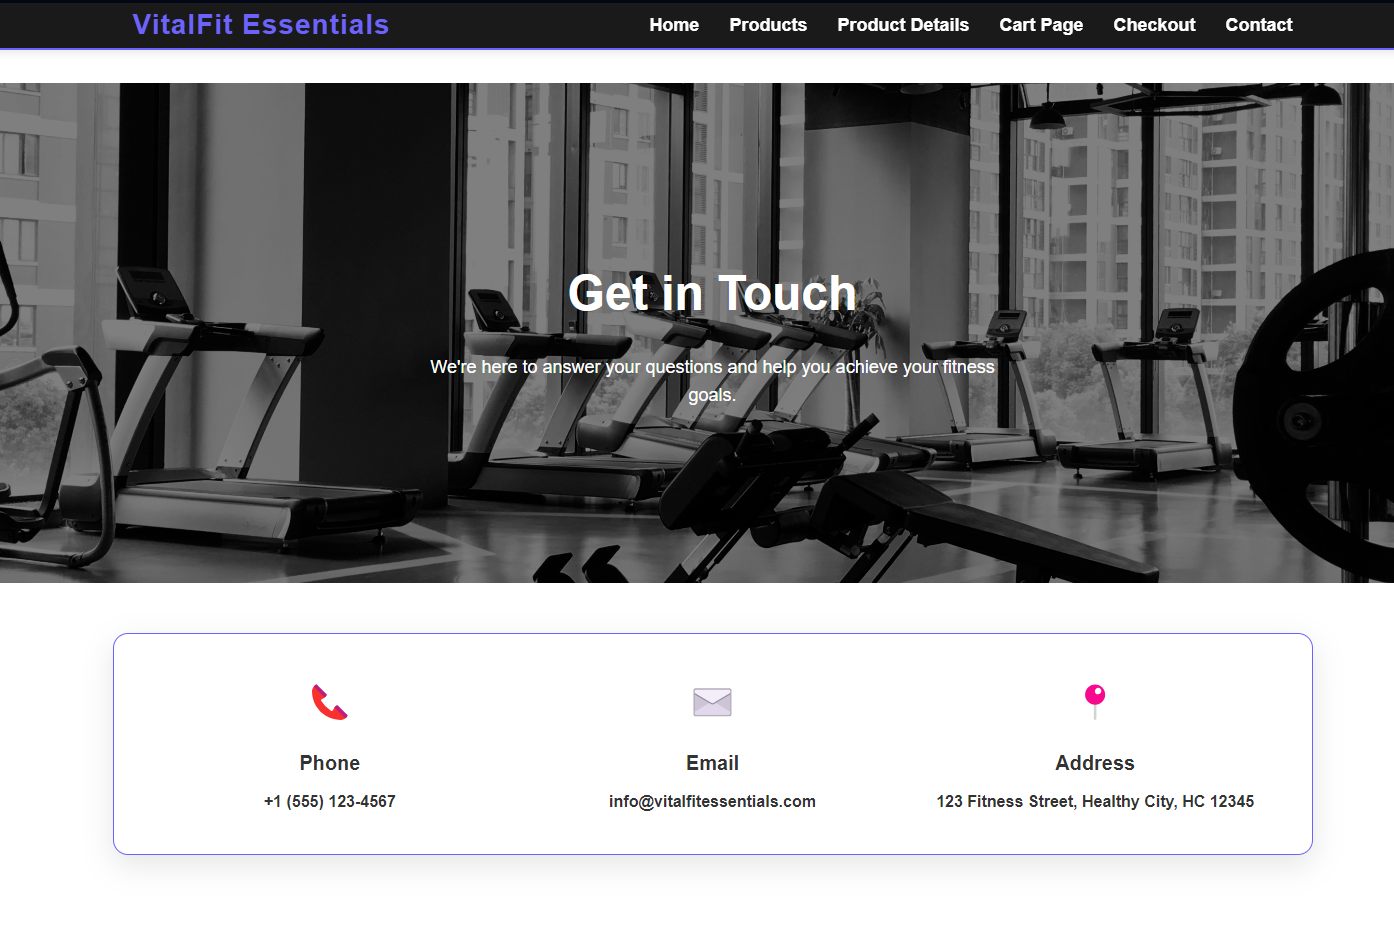 VitalFit Essentials
Home Products Product Details Cart Page Checkout Contact
Get in Touch
We're here to answer your questions and help you achieve your fitness
goals.
Phone
+1 (555) 123-4567
Email
info@vitalfitessentials.com
Address
123 Fitness Street, Healthy City, HC 12345